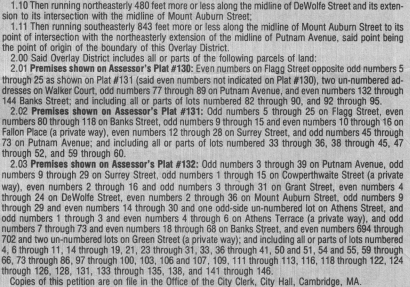 1.10 Then running northeasterly 480 feet more or less along the midline of DeWolfe Street and its exten-
sion to its intersection with the midline of Mount Auburn Street;
1.11 Then running southeasterly 843 feet more or less along the midline of Mount Auburn Street to its
point of intersection with the northeasterly extension of the midline of Putnam Avenue, said point being
the point of origin of the boundary of this Overlay District.
2.00 Said Overlay District includes all or parts of the following parcels of land:
2.01 Premises shown on Assessor's Plat #130: Even numbers on Flagg Street opposite odd numbers 5
through 25 as shown on Plat #131 (said even numbers not indicated on Plat #130), two un-numbered ad-
dresses on Walker Court, odd numbers 77 through 89 on Putnam Avenue, and even numbers 132 through
144 Banks Street; and including all or parts of lots numbered 82 through 90, and 92 through 95.
2.02 Premises shown on Assessor's Plat #131: Odd numbers 5 through 25 on Flagg Street, even
numbers 80 through 118 on Banks Street, odd numbers 9 through 15 and even numbers 10 through 16 on
Fallon Place (a private way), even numbers 12 through 28 on Surrey Street, and odd numbers 45 through
73 on Putnam Avenue; and including all or parts of lots numbered 33 through 36, 38 through 45, 47
through 52, and 59 through 60.
2.03 Premises shown on Assessor's Plat #132: Odd numbers 3 through 39 on Putnam Avenue, odd
numbers 9 through 29 on Surrey Street, odd numbers 1 through 15 on Cowperthwaite Street (a private
way), even numbers 2 through 16 and odd numbers 3 through 31 on Grant Street, even numbers 4
through 24 on DeWolfe Street, even numbers 2 through 36 on Mount Auburn Street, odd numbers 9
through 29 and even numbers 14 through 30 and one odd-side un-numbered lot on Athens Street, and
odd numbers 1 through 3 and even numbers 4 through 6 on Athens Terrace (a private way), and odd
numbers 7 through 73 and even numbers 18 through 68 on Banks Street, and even numbers 694 through
702 and two un-numbered lots on Green Street (a private way); and including all or parts of lots numbered
4, 6 through 11, 14 through 19, 21, 23 through 31, 33, 36 through 41, 50 and 51, 54 and 55, 59 through
66, 73 through 86, 97 through 100, 103, 106 and 107, 109, 111 through 113, 116, 118 through 122, 124
through 126, 128, 131, 133 through 135, 138, and 141 through 146.
Copies of this petition are on file in the Office of the City Clerk, City Hall, Cambridge, MA.